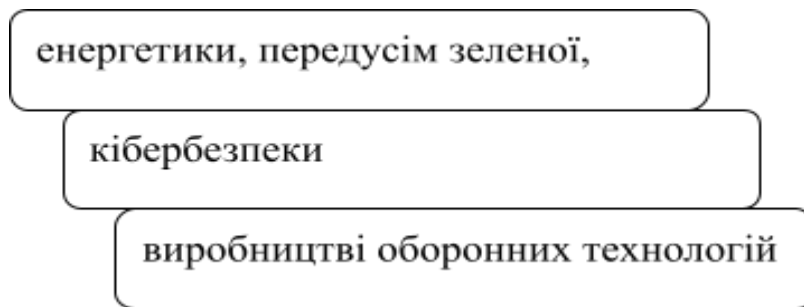 енергетики, передусім зеленої,
кібербезпеки
виробництві оборонних технологій